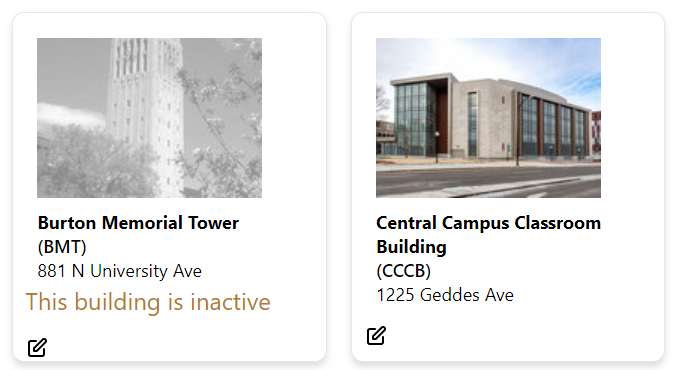 Burton Memorial Tower
(BMT)
881 N University Ave
This building is inactive
Central Campus Classroom
Building
(CCCB)
1225 Geddes Ave